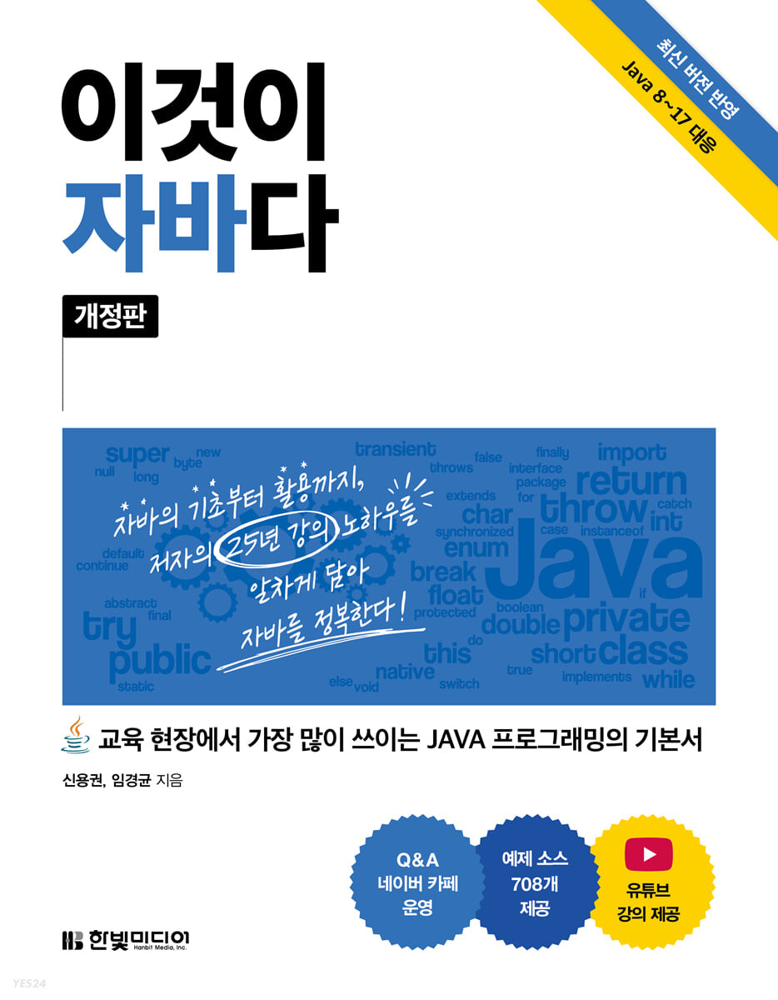 최신 버전 반영
Java 8~17 대응
이것이
자바다
개정판
super
new
byte
null
long
transient
throws
false
finally
import
interface
package
return
extends
for
throw
catch
char
synchronized
case
instanceof
int
enum
Java
default
continue
break
if
float
abstract
final
protected
boolean
double
private
try
public
static
this
do
short
class
native
true
implements
while
else
void
switch
자바의 기초부터 활용까지,
저자의 25년 강의 노하우를
알차게 담아
자바를 정복한다!
교육 현장에서 가장 많이 쓰이는 JAVA 프로그래밍의 기본서
신용권, 임경균 지음
Q&A
네이버 카페
운영
예제 소스
708개
제공
유튜브
강의 제공
한빛미디어
Hanbit Media, Inc.
YES24